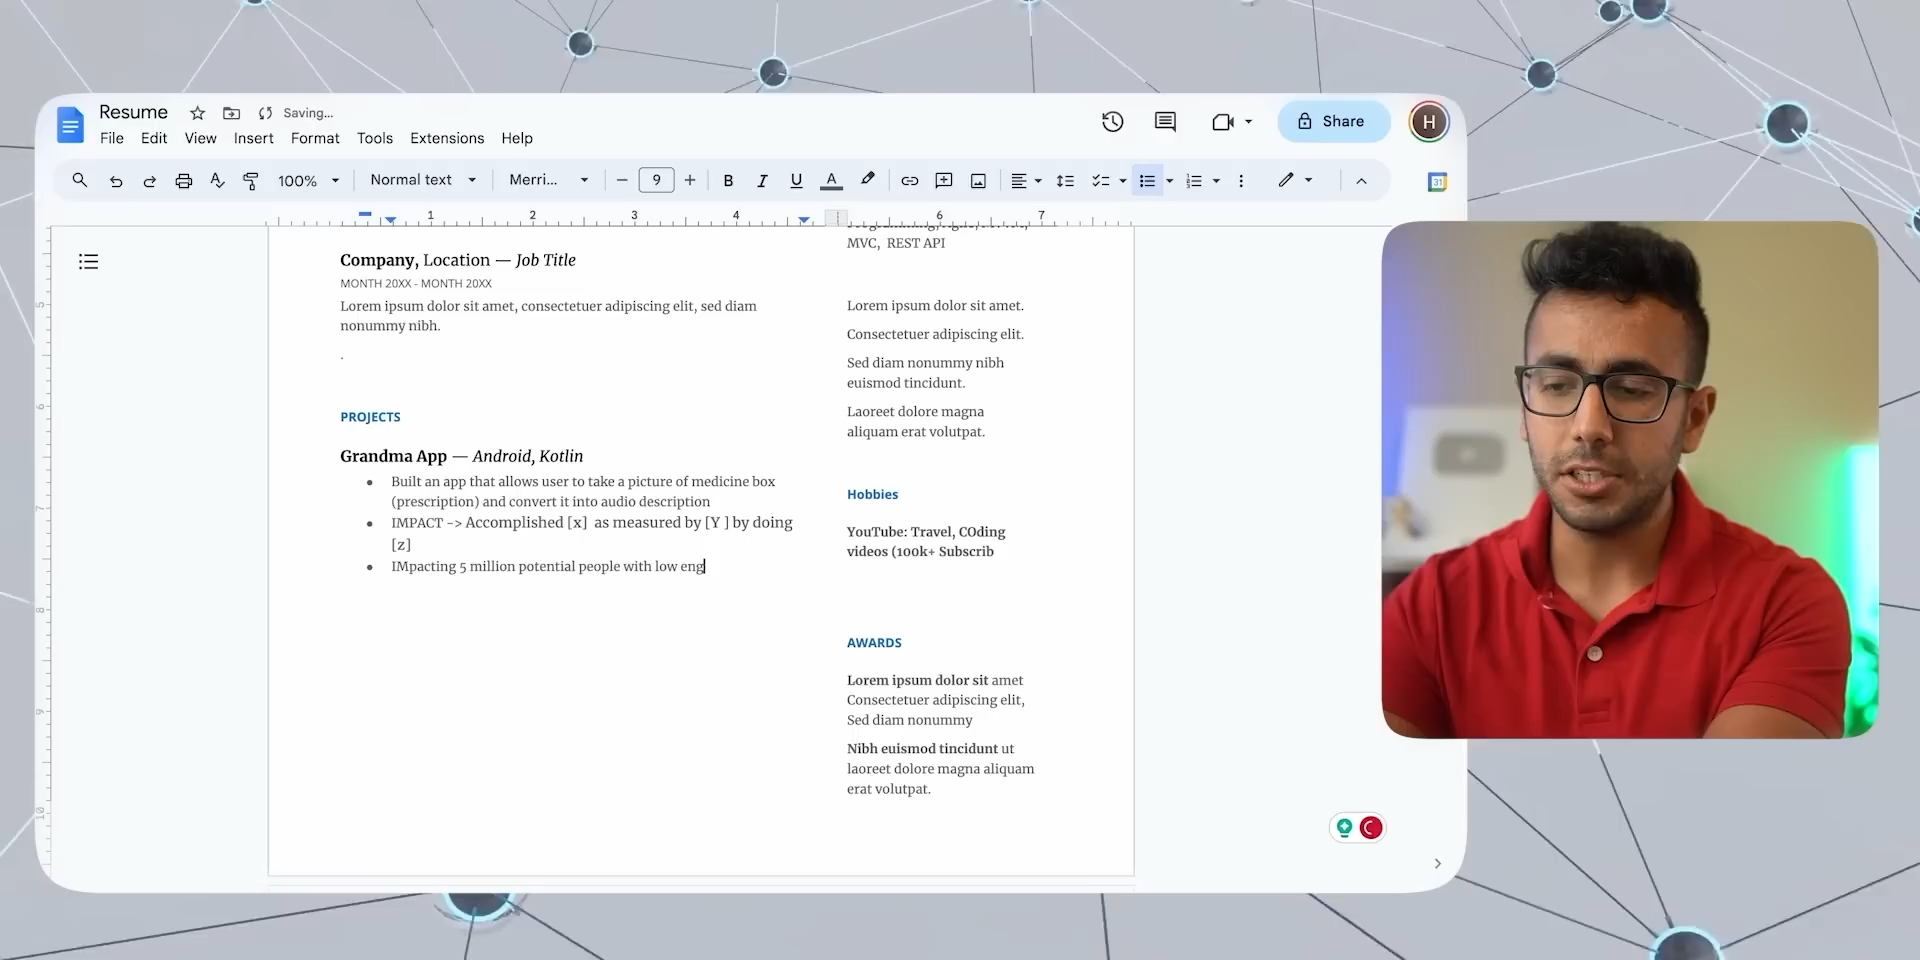 Resume
Saving...
File Edit View Insert Format Tools Extensions Help
Share
H
100% Normal text Merri... 9 B I U A
31
1 2 3 4 6 7
MVC, REST API
Company, Location — Job Title
MONTH 20XX - MONTH 20XX
Lorem ipsum dolor sit amet, consectetuer adipiscing elit, sed diam
nonummy nibh.
.
PROJECTS
Grandma App — Android, Kotlin
● Built an app that allows user to take a picture of medicine box
(prescription) and convert it into audio description
● IMPACT -> Accomplished [x] as measured by [Y ] by doing
[z]
● IMpacting 5 million potential people with low eng
Lorem ipsum dolor sit amet.
Consectetuer adipiscing elit.
Sed diam nonummy nibh
euismod tincidunt.
Laoreet dolore magna
aliquam erat volutpat.
Hobbies
YouTube: Travel, COding
videos (100k+ Subscrib
AWARDS
Lorem ipsum dolor sit amet
Consectetuer adipiscing elit,
Sed diam nonummy
Nibh euismod tincidunt ut
laoreet dolore magna aliquam
erat volutpat.
5
6
7
8
9
10